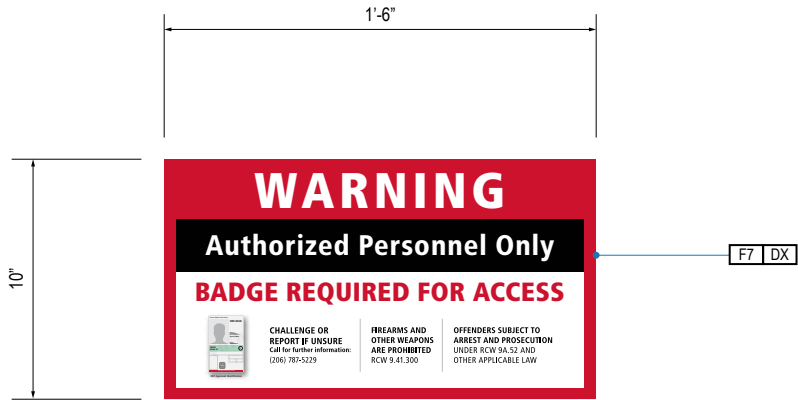 1'-6"
10"
WARNING
Authorized Personnel Only
BADGE REQUIRED FOR ACCESS
CHALLENGE OR
REPORT IF UNSURE
Call for further information:
(206) 787-5229
FIREARMS AND
OTHER WEAPONS
ARE PROHIBITED
RCW 9.41.300
OFFENDERS SUBJECT TO
ARREST AND PROSECUTION
UNDER RCW 9A.52 AND
OTHER APPLICABLE LAW
F7 DX